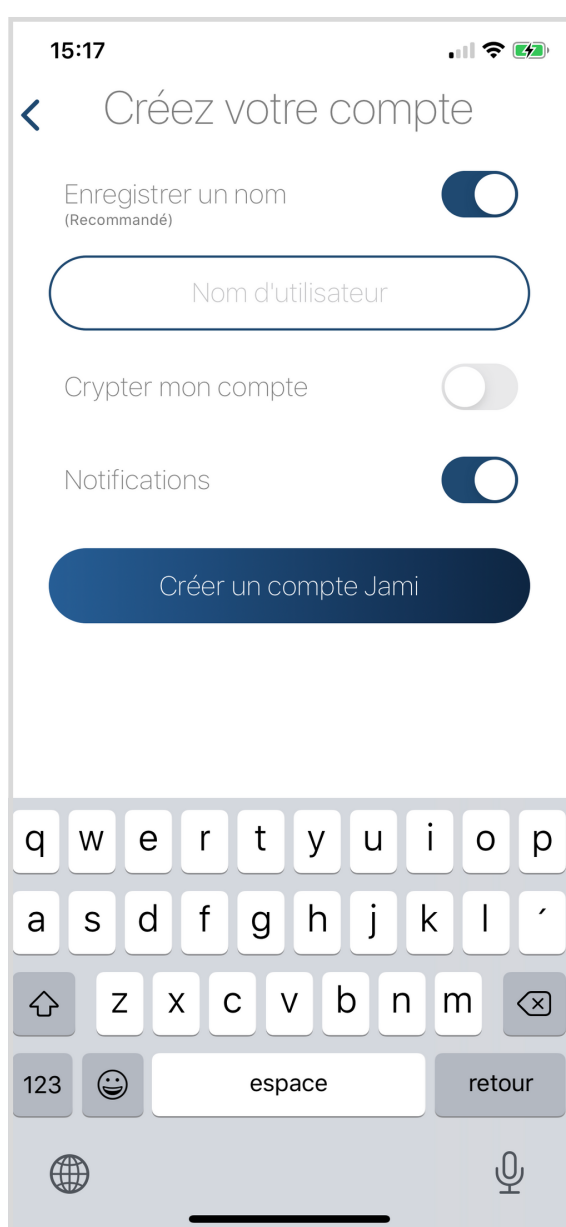 15:17
Créez votre compte
Enregistrer un nom
(Recommandé)
Nom d'utilisateur
Crypter mon compte
Notifications
Créer un compte Jami
q w e r t y u i o p
a s d f g h j k l ´
z x c v b n m
123 espace retour